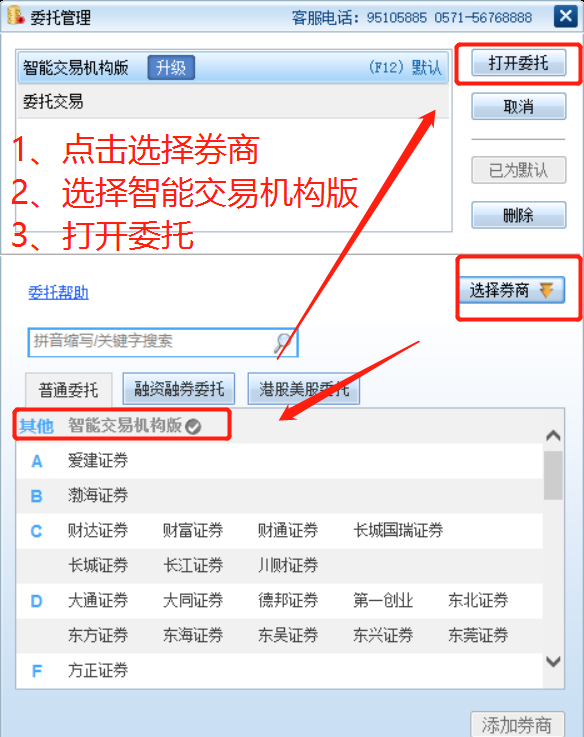 委托管理 客服电话：95105885 0571-56768888
智能交易机构版 升级 （F12）默认
打开委托
委托交易
取消
1、点击选择券商
已为默认
2、选择智能交易机构版
删除
3、打开委托
委托帮助
选择券商
拼音缩写/关键字搜索
普通委托 融资融券委托 港股美股委托
其他 智能交易机构版
A 爱建证券
B 渤海证券
C 财达证券 财富证券 财通证券 长城国瑞证券
长城证券 长江证券 川财证券
D 大通证券 大同证券 德邦证券 第一创业 东北证券
东方证券 东海证券 东吴证券 东兴证券 东莞证券
F 方正证券
添加券商